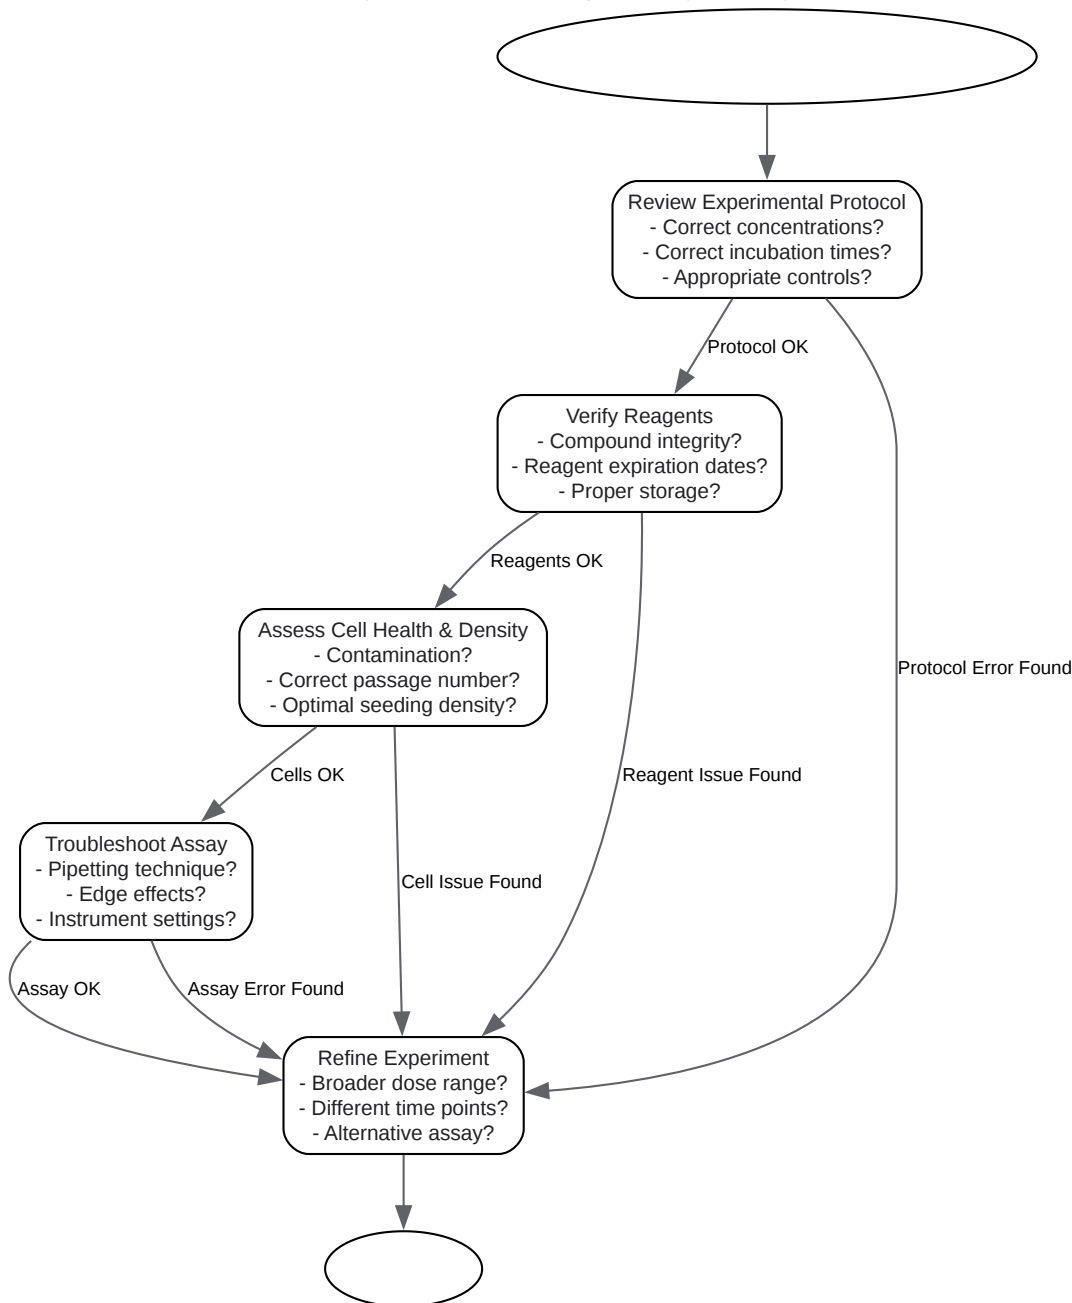 Review Experimental Protocol
- Correct concentrations?
- Correct incubation times?
- Appropriate controls?
Protocol OK
Verify Reagents
- Compound integrity?
- Reagent expiration dates?
- Proper storage?
Reagents OK
Assess Cell Health & Density
- Contamination?
- Correct passage number?
- Optimal seeding density?
Protocol Error Found
Cells OK
Reagent Issue Found
Troubleshoot Assay
- Pipetting technique?
- Edge effects?
- Instrument settings?
Cell Issue Found
Assay OK
Assay Error Found
Refine Experiment
- Broader dose range?
- Different time points?
- Alternative assay?